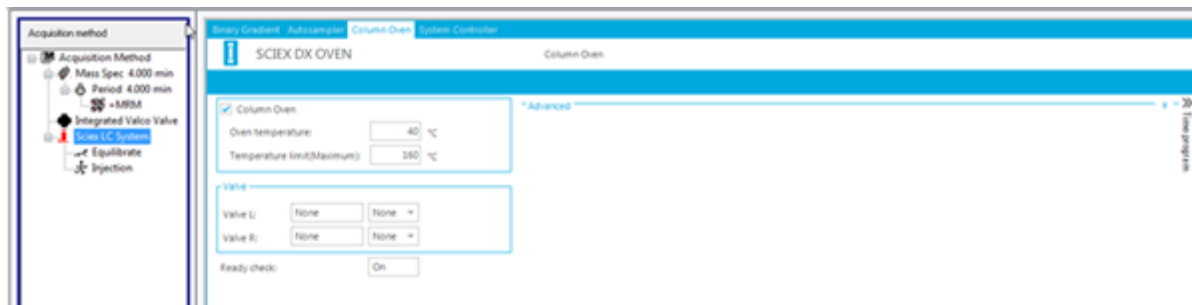 Acquisition method
Acquisition Method
Mass Spec 4.000 min
Period 4.000 min
+MRM
Integrated Valco Valve
Sciex LC System
Equilibrate
Injection
Binary Gradient Autosampler Column Oven System Controller
SCIEX DX OVEN Column Oven
Column Oven
Oven temperature: 40 °C
Temperature limit(Maximum): 160 °C
Advanced
Time program
Valve
Valve L: None None
Valve R: None None
Ready check: On